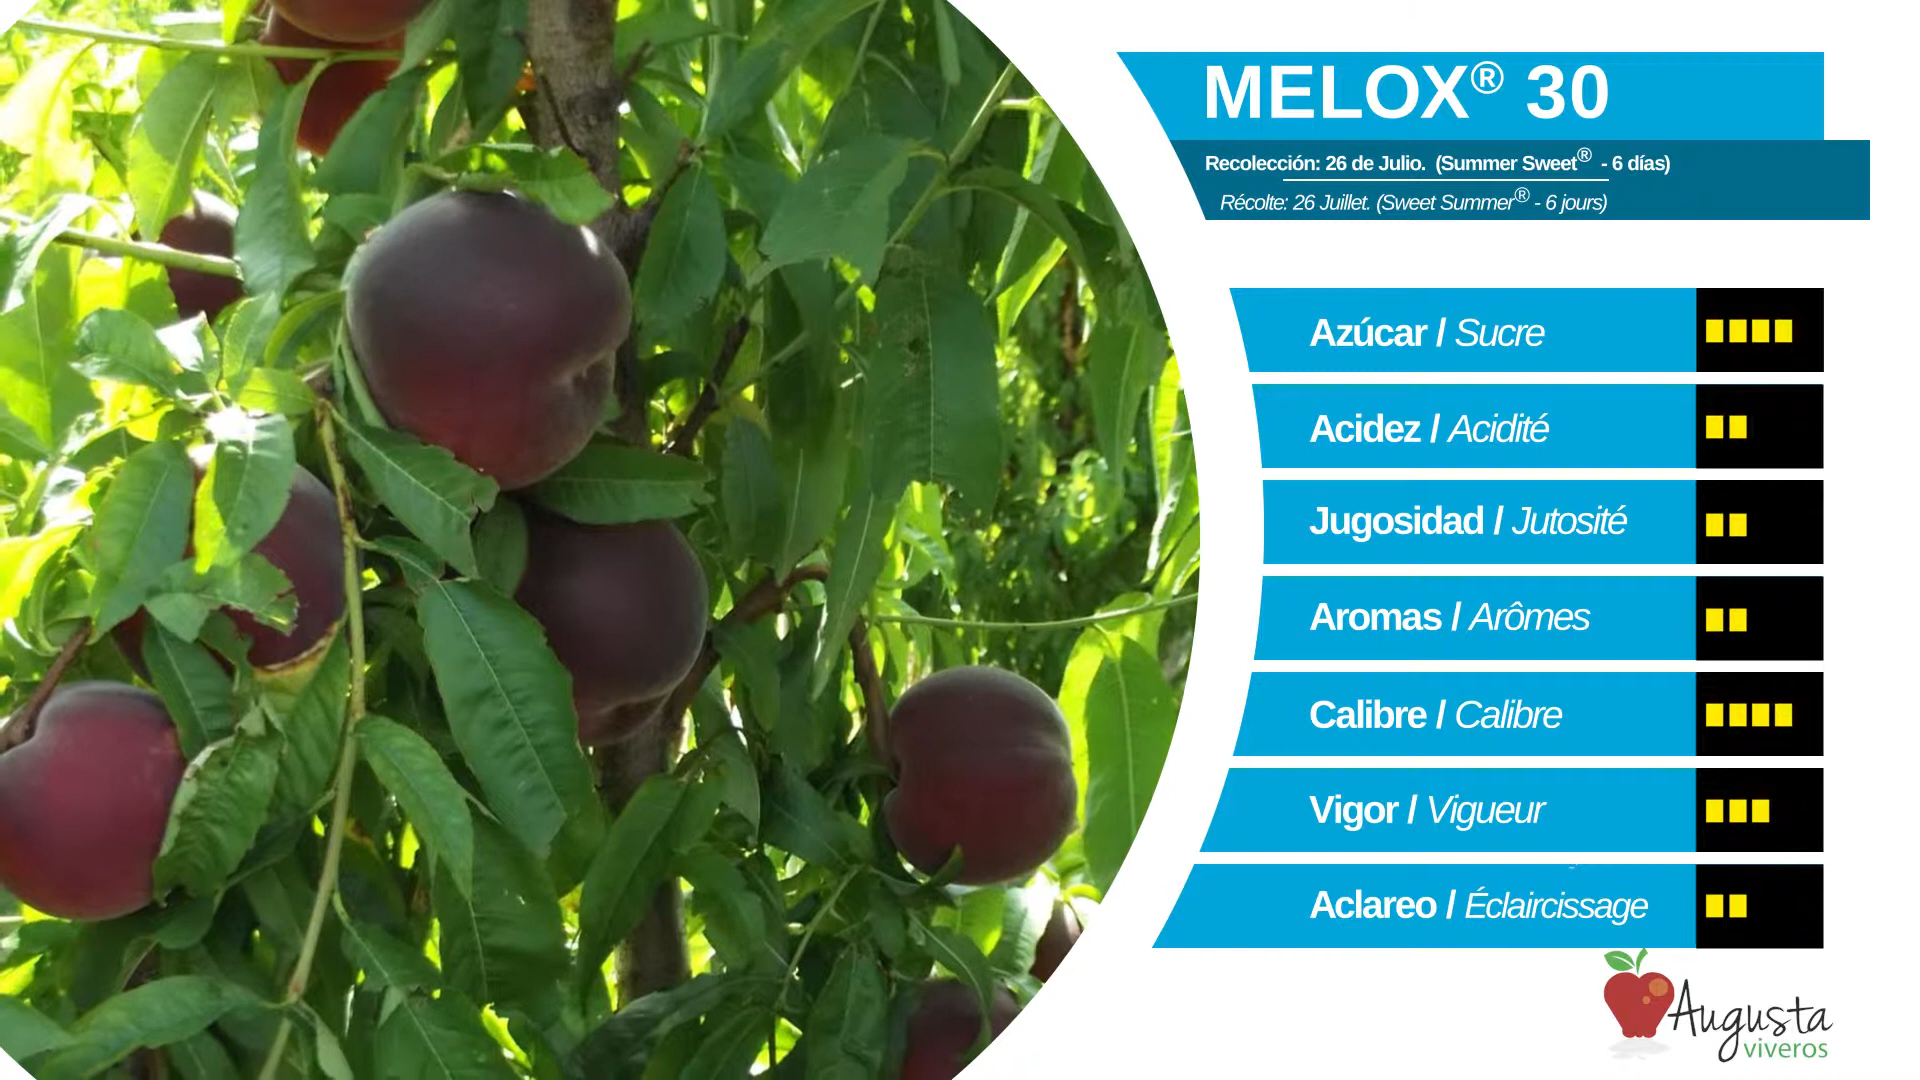 MELOX® 30
Recolección: 26 de Julio. (Summer Sweet® - 6 días)
Récolte: 26 Juillet. (Sweet Summer® - 6 jours)
Azúcar / Sucre
Acidez / Acidité
Jugosidad / Jutosité
Aromas / Arômes
Calibre / Calibre
Vigor / Vigueur
Aclareo / Éclaircissage
Augusta
viveros